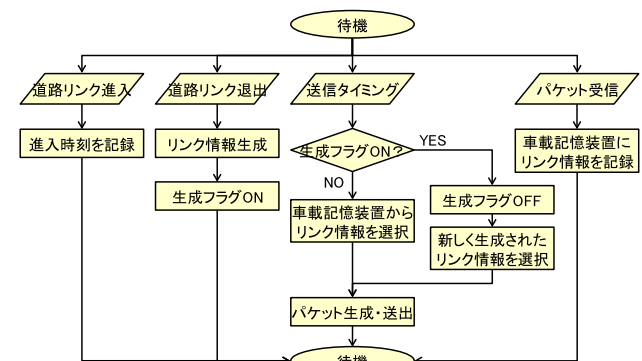 待機
道路リンク進入
道路リンク退出
送信タイミング
パケット受信
進入時刻を記録
リンク情報生成
生成フラグON?
YES
車載記憶装置に
リンク情報を記録
NO
生成フラグON
生成フラグOFF
車載記憶装置から
リンク情報を選択
新しく生成された
リンク情報を選択
パケット生成・送出
待機